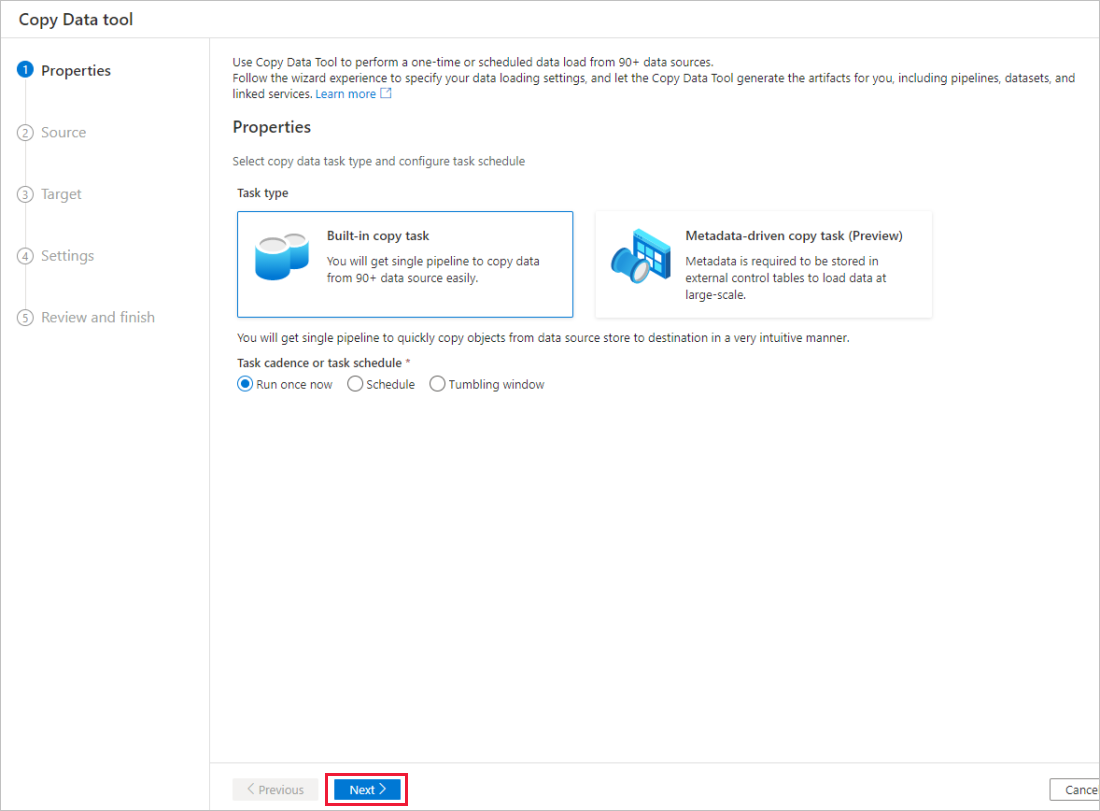 Copy Data tool
1 Properties
2 Source
3 Target
4 Settings
5 Review and finish
Use Copy Data Tool to perform a one-time or scheduled data load from 90+ data sources.
Follow the wizard experience to specify your data loading settings, and let the Copy Data Tool generate the artifacts for you, including pipelines, datasets, and
linked services. Learn more
Properties
Select copy data task type and configure task schedule
Task type
Built-in copy task
You will get single pipeline to copy data
from 90+ data source easily.
Metadata-driven copy task (Preview)
Metadata is required to be stored in
external control tables to load data at
large-scale.
You will get single pipeline to quickly copy objects from data source store to destination in a very intuitive manner.
Task cadence or task schedule *
Run once now Schedule Tumbling window
< Previous Next > Cance